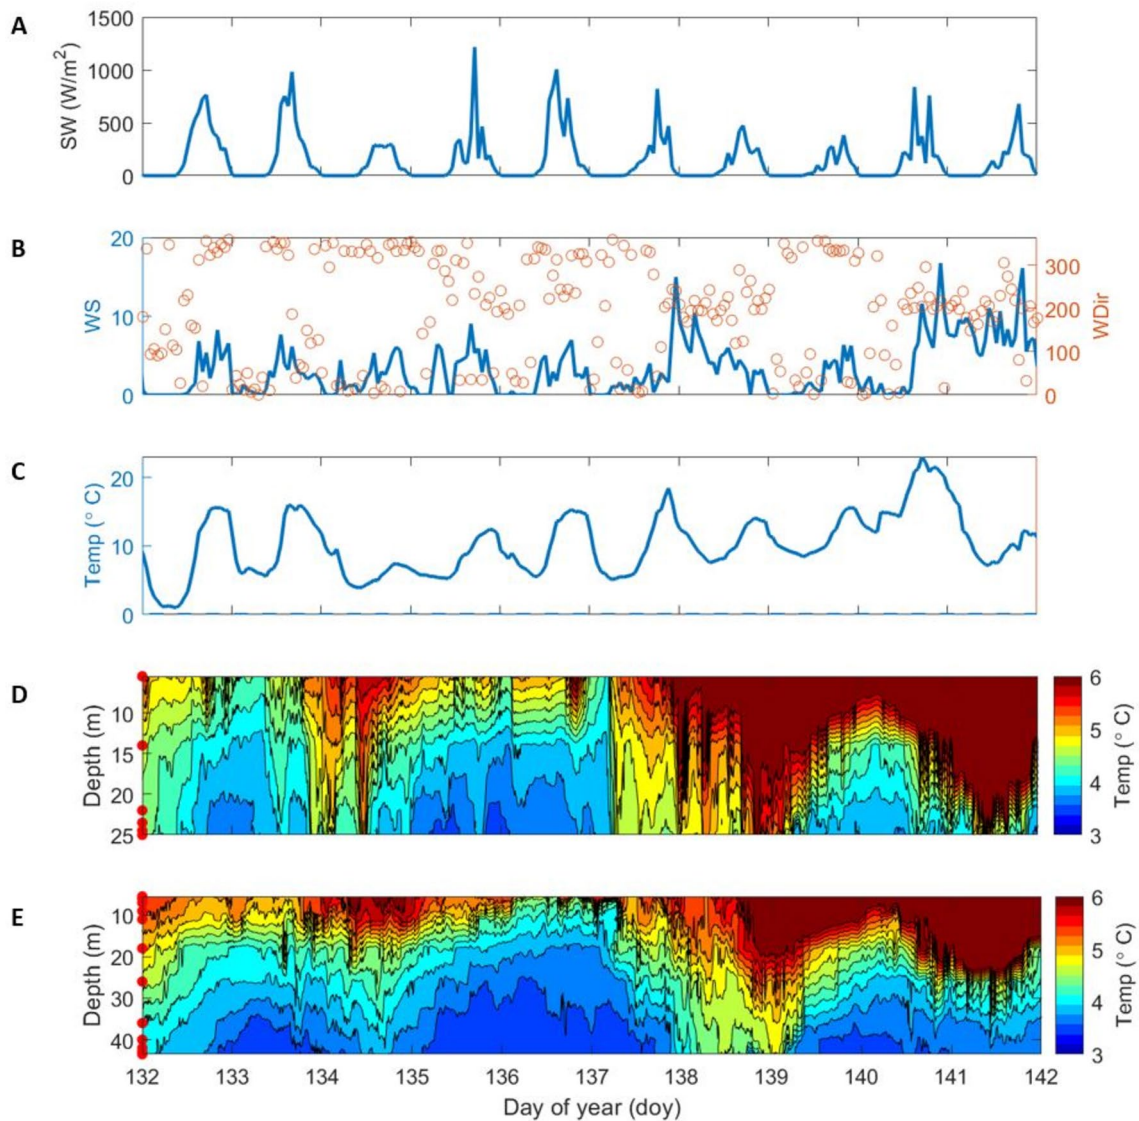 A
SW (W/m2)
1500
1000
500
0
B
WS
20
10
0
300
200
100
0
WDir
C
Temp (° C)
20
10
0
D
Depth (m)
10
15
20
25
6
5
4
3
Temp (° C)
E
Depth (m)
10
20
30
40
6
5
4
3
Temp (° C)
132 133 134 135 136 137 138 139 140 141 142
Day of year (doy)